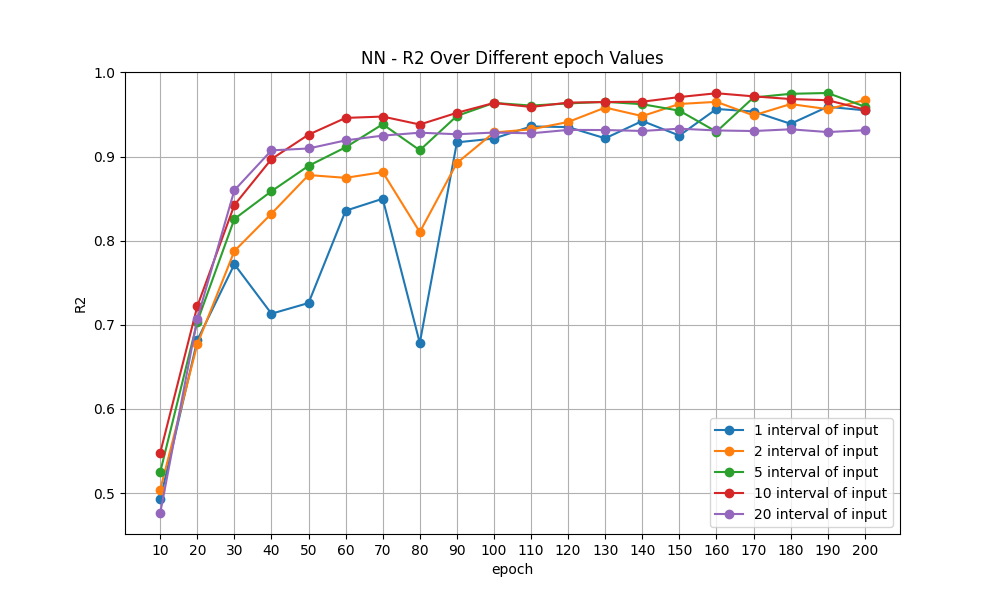 NN - R2 Over Different epoch Values
1.0
0.9
0.8
0.7
0.6
0.5
R2
1 interval of input
2 interval of input
5 interval of input
10 interval of input
20 interval of input
10 20 30 40 50 60 70 80 90 100 110 120 130 140 150 160 170 180 190 200
epoch